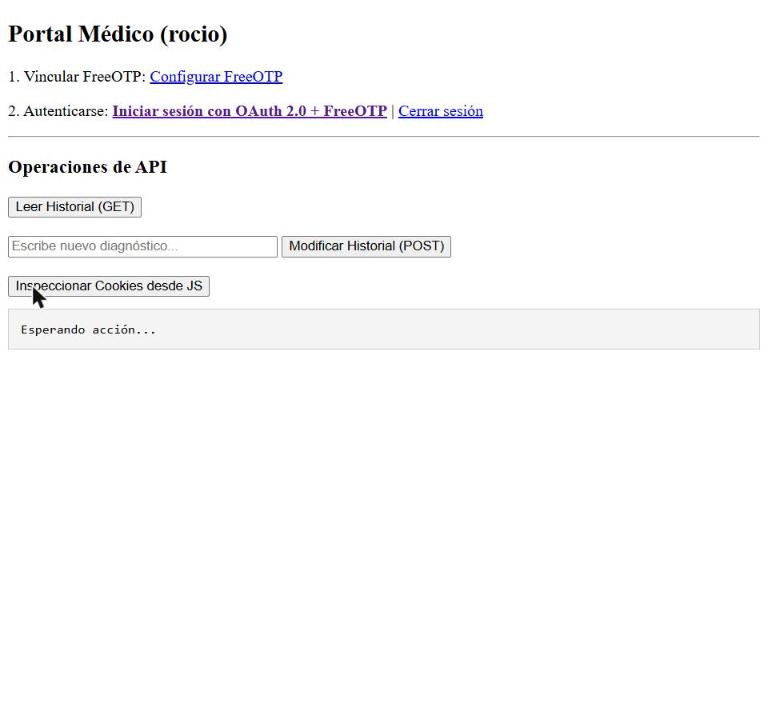 Portal Médico (rocio)
1. Vincular FreeOTP: Configurar FreeOTP
2. Autenticarse: Iniciar sesión con OAuth 2.0 + FreeOTP | Cerrar sesión
Operaciones de API
Leer Historial (GET)
Escribe nuevo diagnóstico... Modificar Historial (POST)
Inspeccionar Cookies desde JS
Esperando acción...